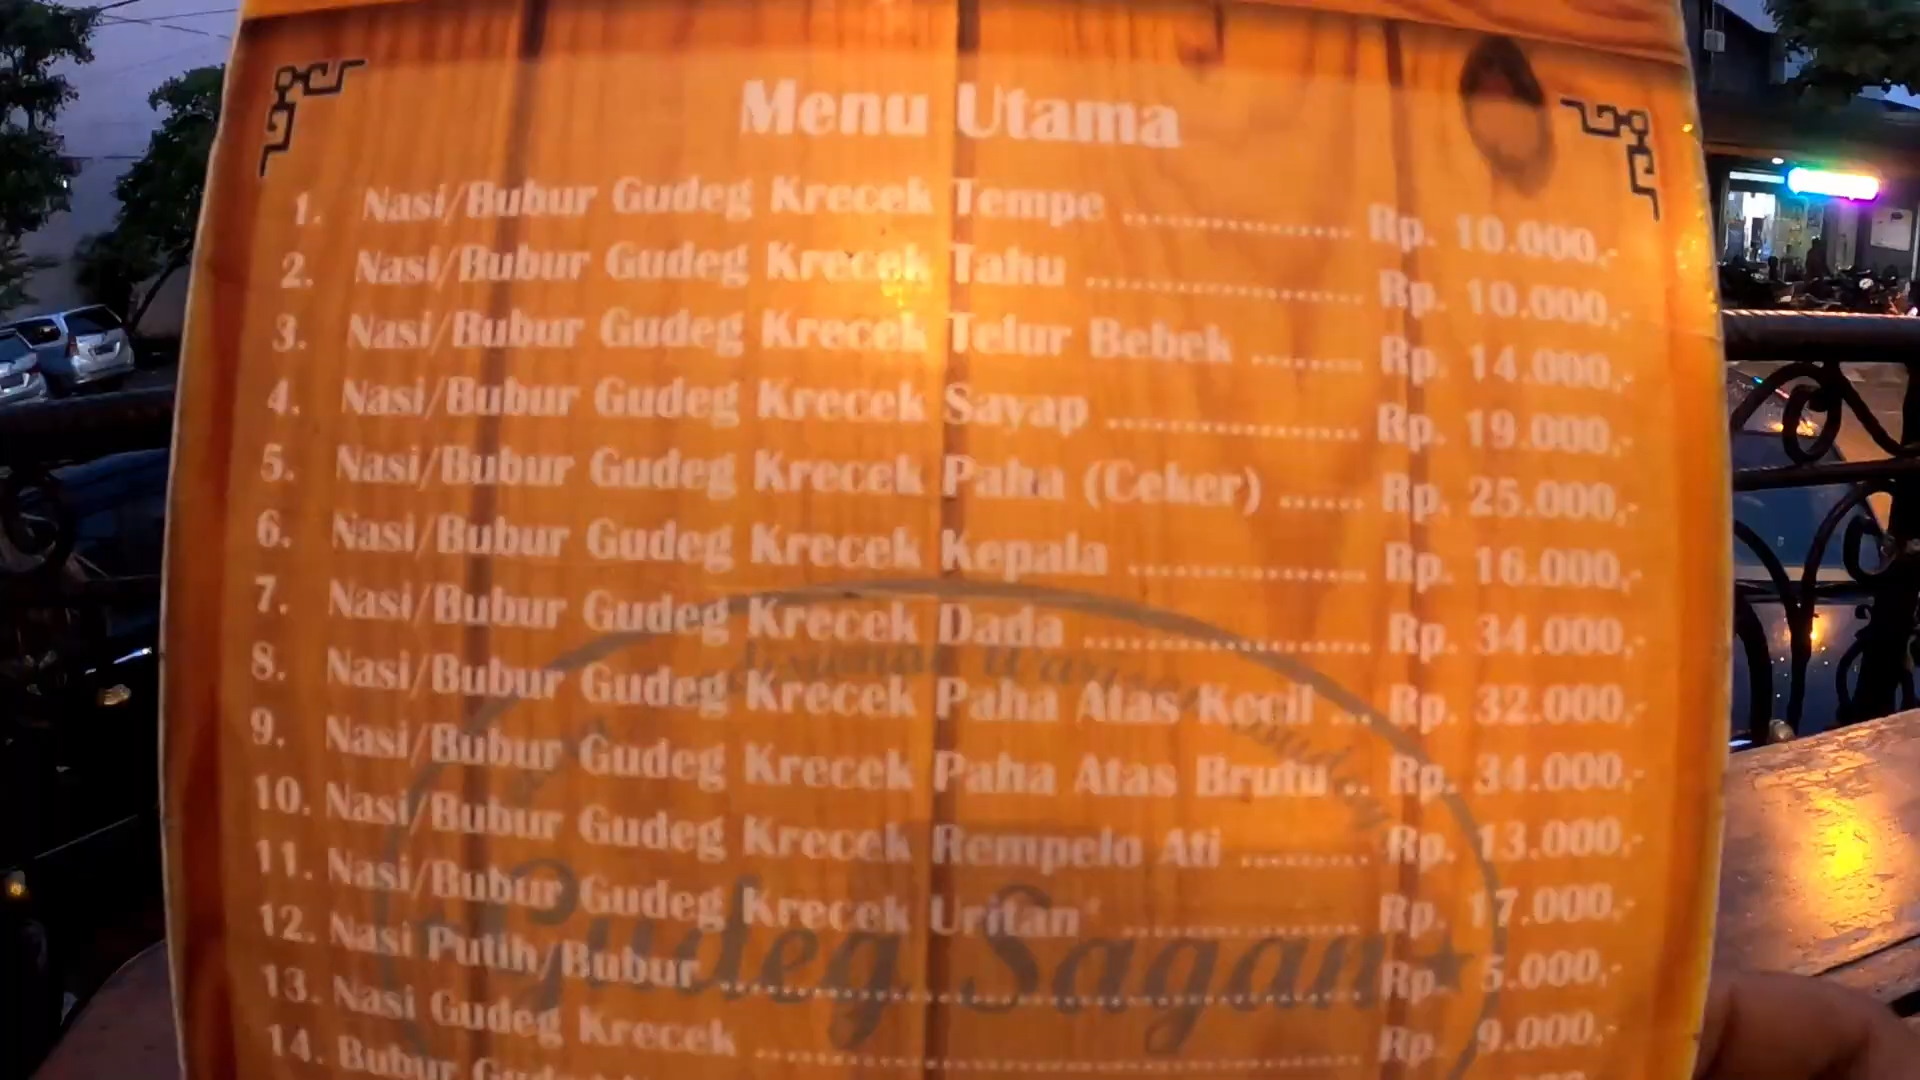 Menu Utama
1. Nasi/Bubur Gudeg Krecek Tempe .................... Rp. 10.000,-
2. Nasi/Bubur Gudeg Krecek Tahu ........................ Rp. 10.000,-
3. Nasi/Bubur Gudeg Krecek Telur Bebek .......... Rp. 14.000,-
4. Nasi/Bubur Gudeg Krecek Sayap ...................... Rp. 19.000,-
5. Nasi/Bubur Gudeg Krecek Paha (Ceker) ....... Rp. 25.000,-
6. Nasi/Bubur Gudeg Krecek Kepala ..................... Rp. 16.000,-
7. Nasi/Bubur Gudeg Krecek Dada ......................... Rp. 34.000,-
8. Nasi/Bubur Gudeg Krecek Paha Atas Kecil ... Rp. 32.000,-
9. Nasi/Bubur Gudeg Krecek Paha Atas Brutu .. Rp. 34.000,-
10. Nasi/Bubur Gudeg Krecek Rempelo Ati ........... Rp. 13.000,-
11. Nasi/Bubur Gudeg Krecek Uritan* ..................... Rp. 17.000,-
12. Nasi Putih/Bubur ........................................................ Rp. 5.000,-
13. Nasi Gudeg Krecek ..................................................... Rp. 9.000,-
14. Bubur
Gudeg Sagan